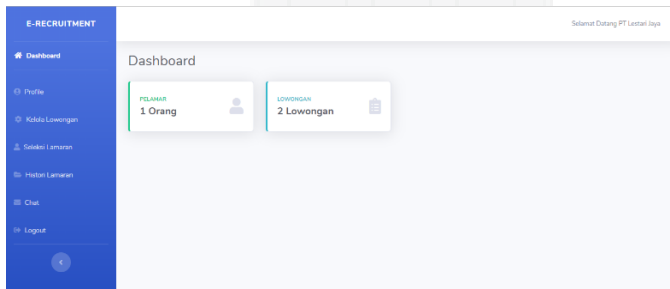 E-RECRUITMENT
Selamat Datang PT Lestari Jaya
Dashboard
Dashboard
PELAMAR
1 Orang
LOWONGAN
2 Lowongan
Profile
Kelola Lowongan
Seleksi Lamaran
Histori Lamaran
Chat
Logout